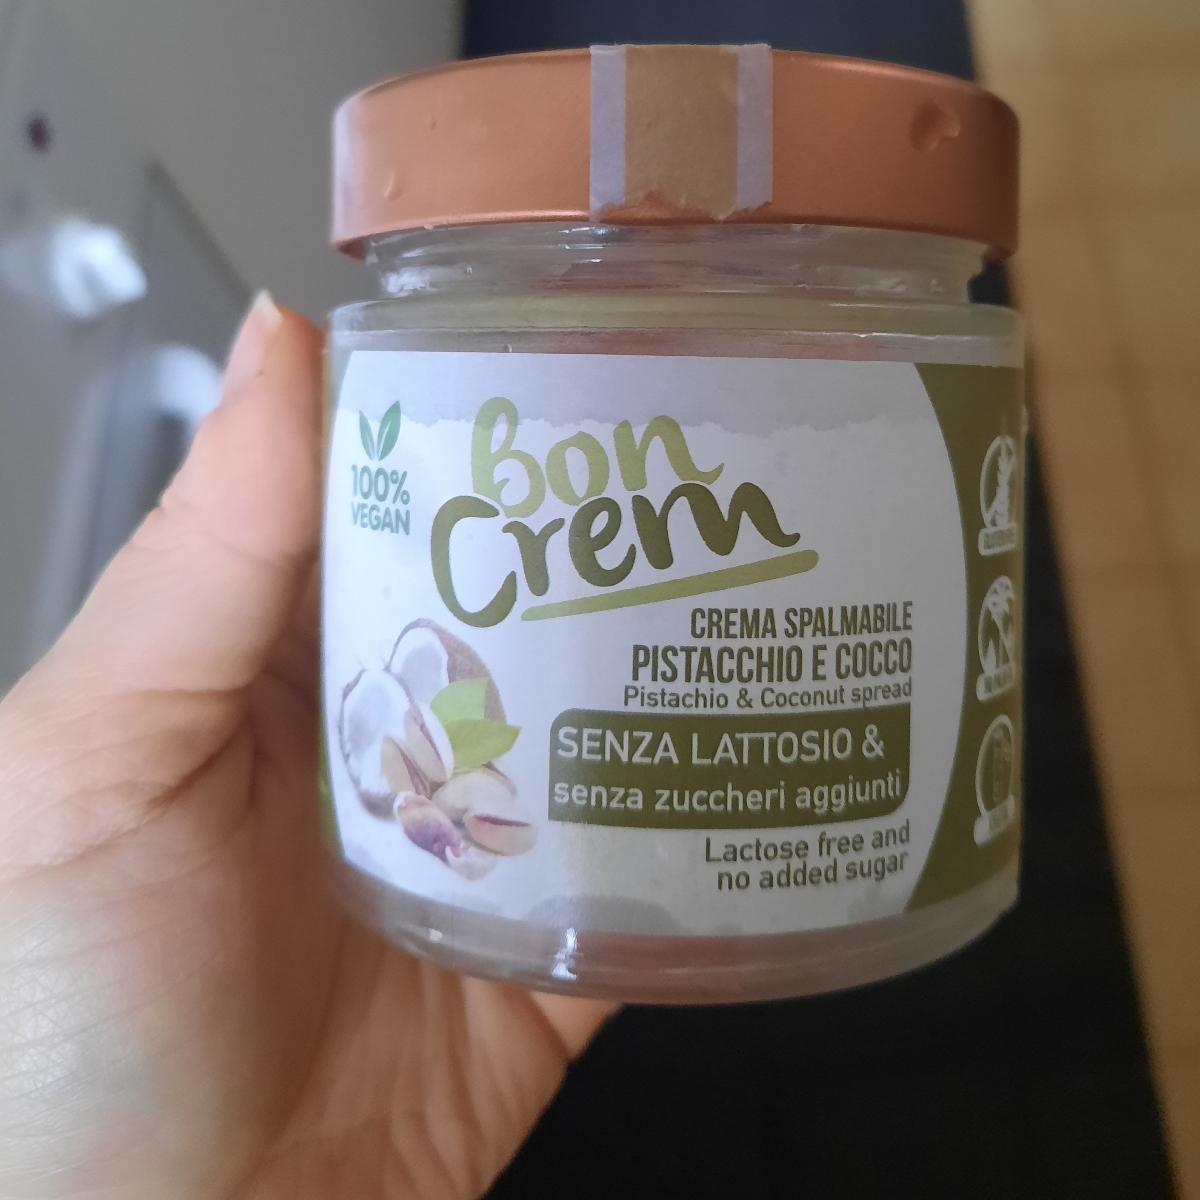 100%
VEGAN
Bon
Crem
CREMA SPALMABILE
PISTACCHIO E COCCO
Pistachio & Coconut spread
SENZA LATTOSIO &
senza zuccheri aggiunti
Lactose free and
no added sugar